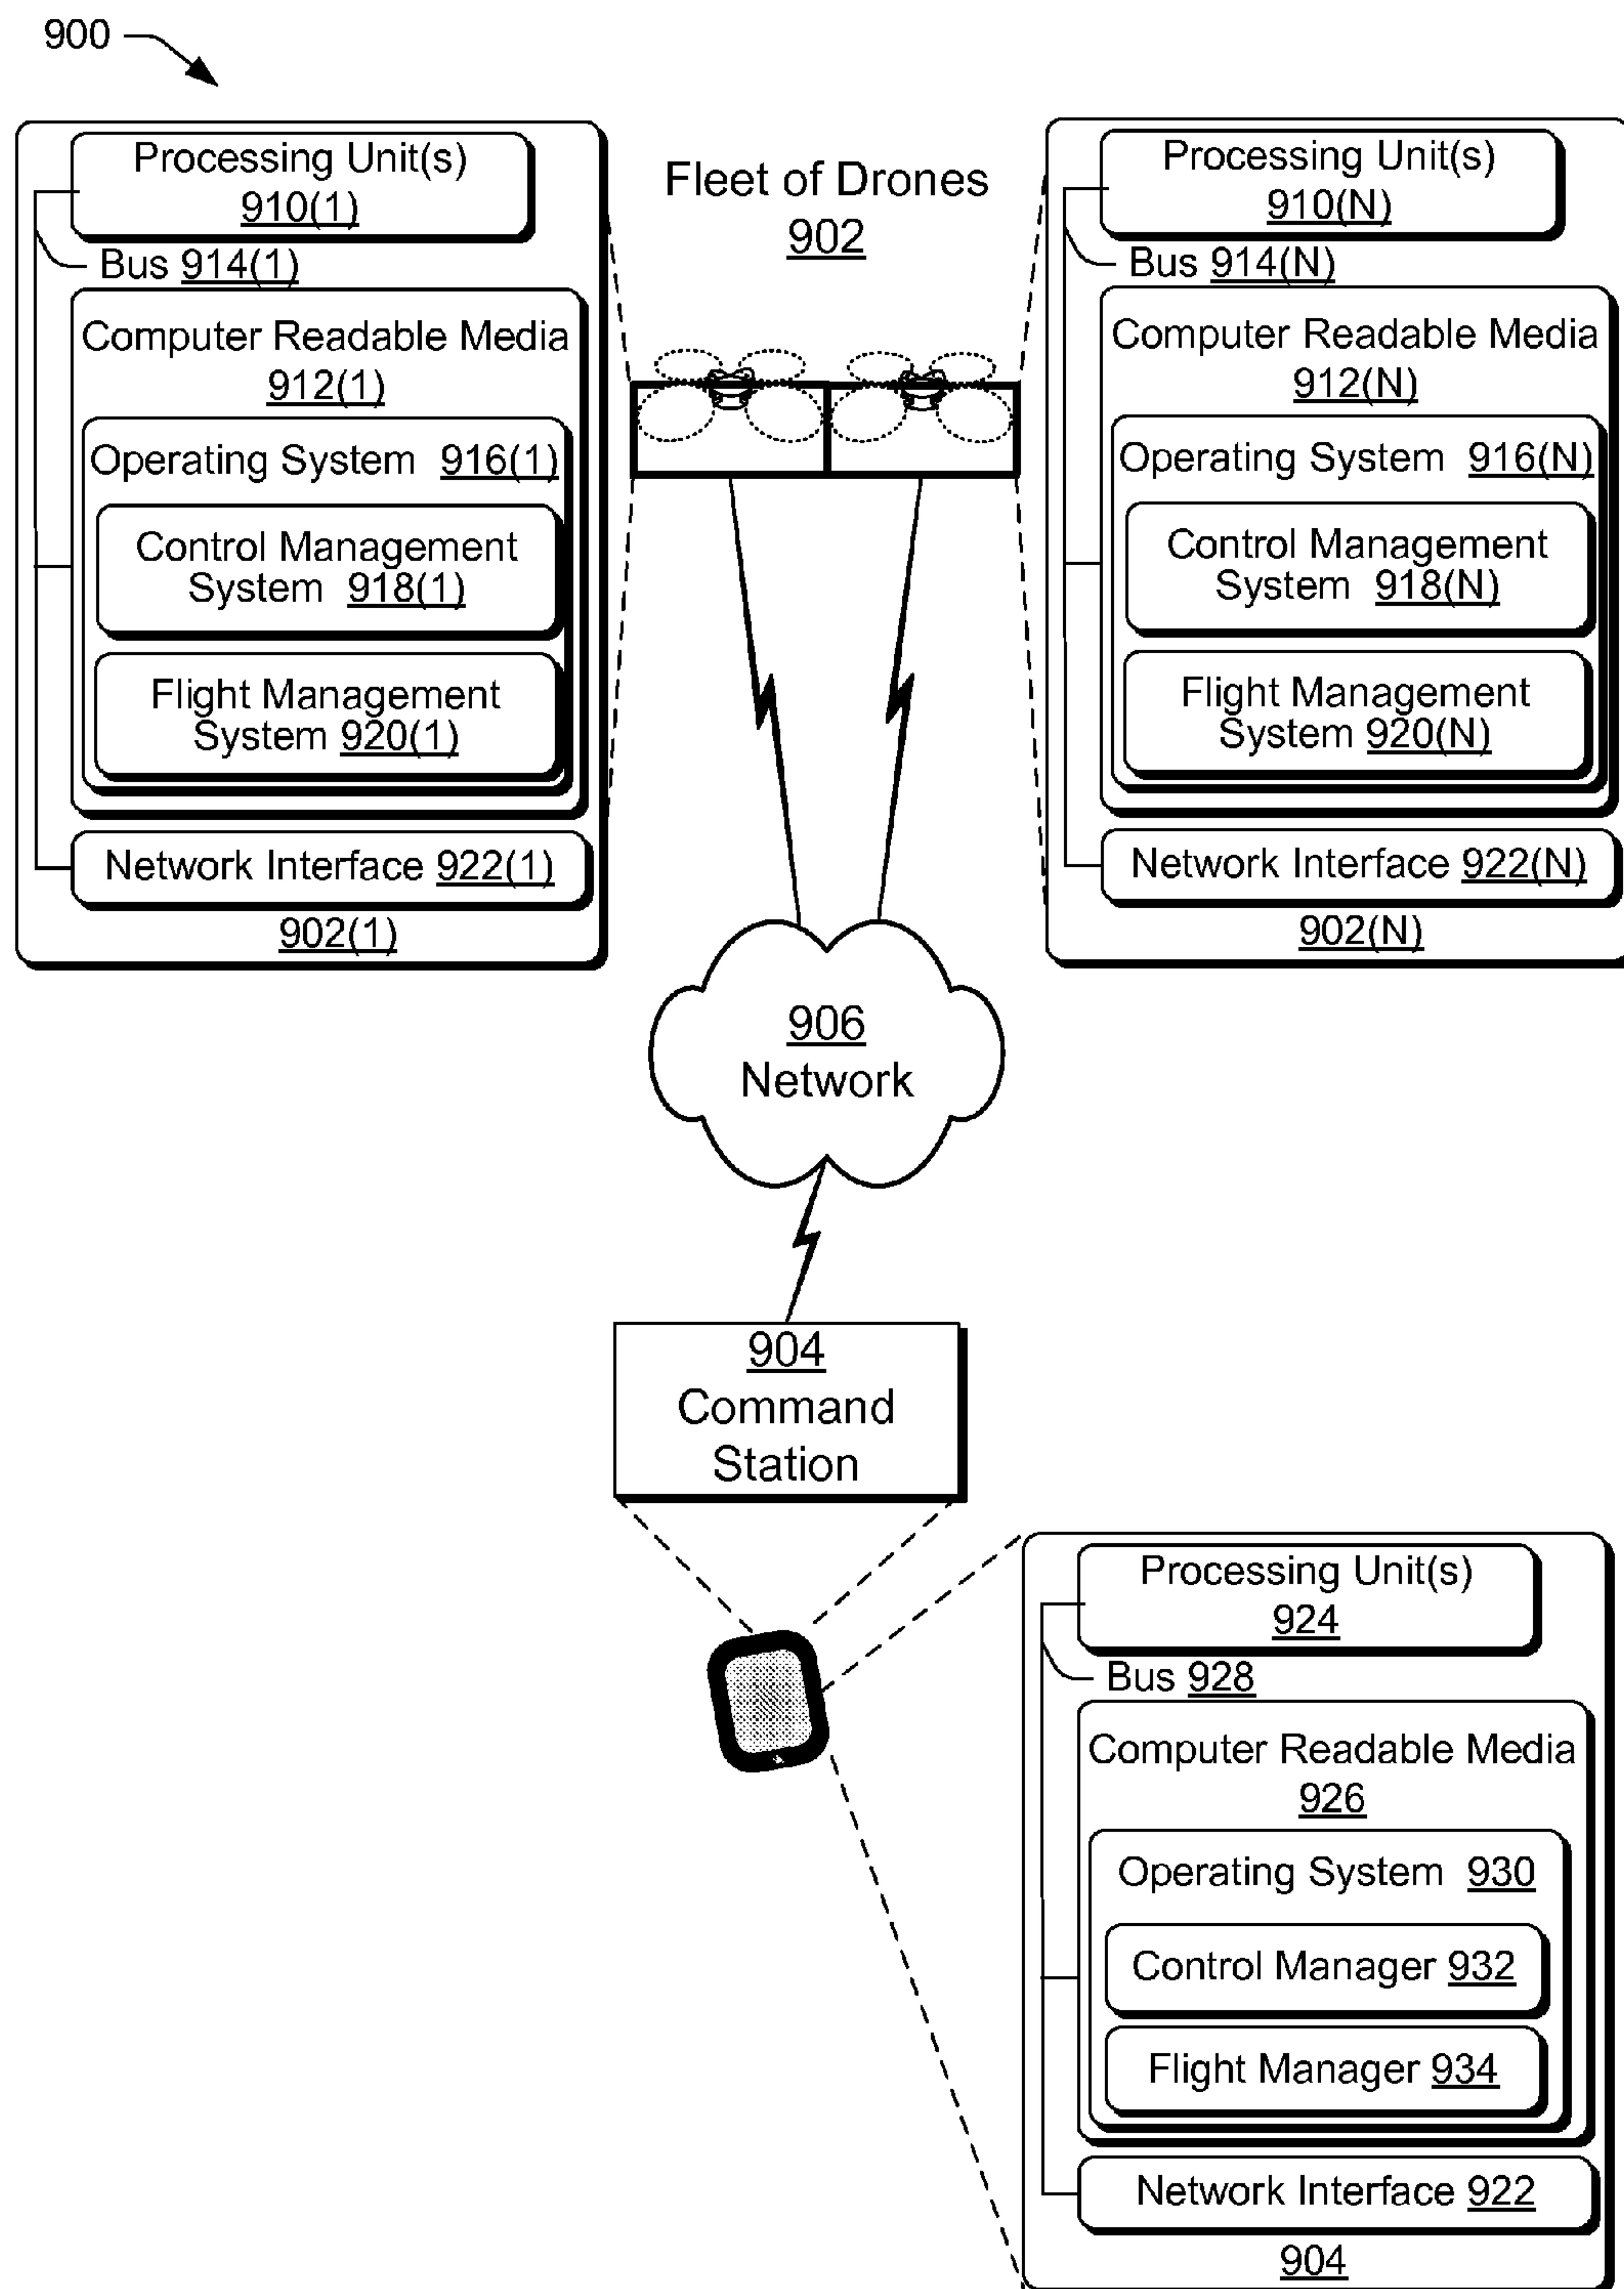 900
Processing Unit(s)
910(1)
Bus 914(1)
Computer Readable Media
912(1)
Operating System 916(1)
Control Management
System 918(1)
Flight Management
System 920(1)
Network Interface 922(1)
902(1)
Fleet of Drones
902
Processing Unit(s)
910(N)
Bus 914(N)
Computer Readable Media
912(N)
Operating System 916(N)
Control Management
System 918(N)
Flight Management
System 920(N)
Network Interface 922(N)
902(N)
906
Network
904
Command
Station
Processing Unit(s)
924
Bus 928
Computer Readable Media
926
Operating System 930
Control Manager 932
Flight Manager 934
Network Interface 922
904